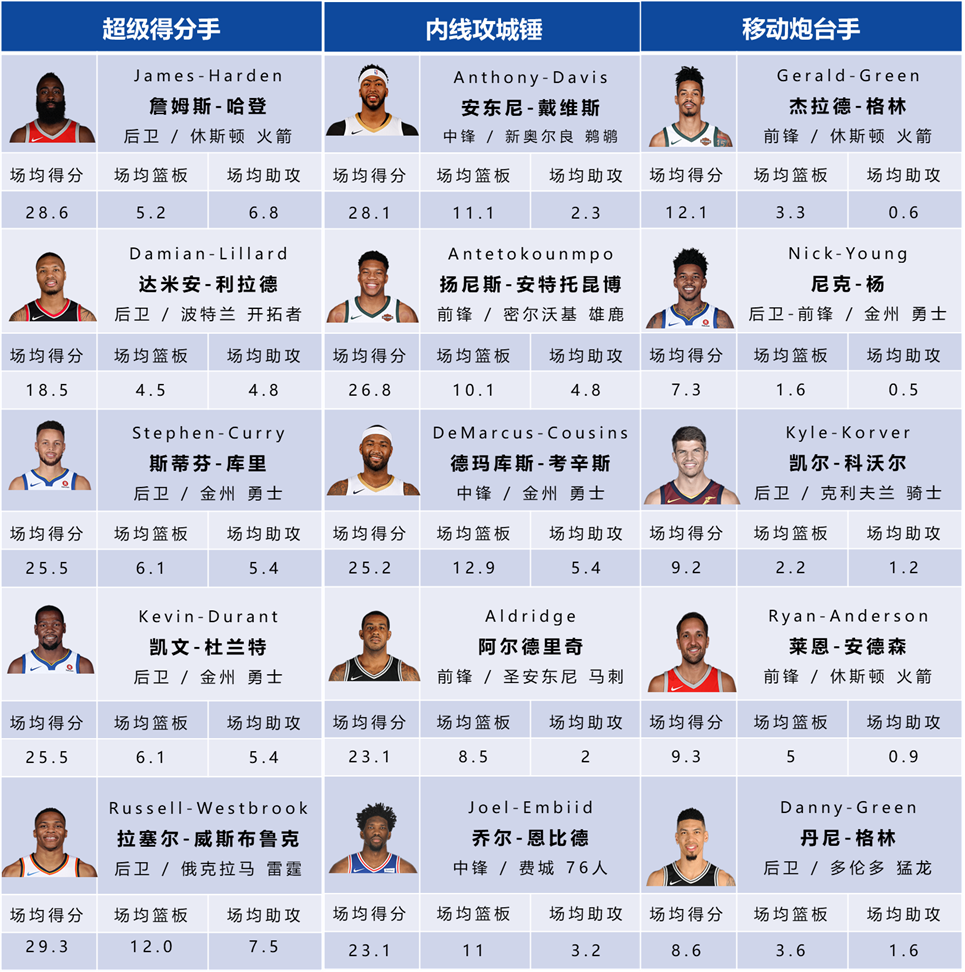 超级得分手
内线攻城锤
移动炮台手
James-Harden
詹姆斯-哈登
后卫 / 休斯顿 火箭
Anthony-Davis
安东尼-戴维斯
中锋 / 新奥尔良 鹈鹕
Gerald-Green
杰拉德-格林
前锋 / 休斯顿 火箭
场均得分 场均篮板 场均助攻 场均得分 场均篮板 场均助攻 场均得分 场均篮板 场均助攻
28.6 5.2 6.8 28.1 11.1 2.3 12.1 3.3 0.6
Damian-Lillard
达米安-利拉德
后卫 / 波特兰 开拓者
Antetokounmpo
扬尼斯-安特托昆博
前锋 / 密尔沃基 雄鹿
Nick-Young
尼克-杨
后卫-前锋 / 金州 勇士
场均得分 场均篮板 场均助攻 场均得分 场均篮板 场均助攻 场均得分 场均篮板 场均助攻
18.5 4.5 4.8 26.8 10.1 4.8 7.3 1.6 0.5
Stephen-Curry
斯蒂芬-库里
后卫 / 金州 勇士
DeMarcus-Cousins
德玛库斯-考辛斯
中锋 / 金州 勇士
Kyle-Korver
凯尔-科沃尔
后卫 / 克利夫兰 骑士
场均得分 场均篮板 场均助攻 场均得分 场均篮板 场均助攻 场均得分 场均篮板 场均助攻
25.5 6.1 5.4 25.2 12.9 5.4 9.2 2.2 1.2
Kevin-Durant
凯文-杜兰特
后卫 / 金州 勇士
Aldridge
阿尔德里奇
前锋 / 圣安东尼 马刺
Ryan-Anderson
莱恩-安德森
前锋 / 休斯顿 火箭
场均得分 场均篮板 场均助攻 场均得分 场均篮板 场均助攻 场均得分 场均篮板 场均助攻
25.5 6.1 5.4 23.1 8.5 2 9.3 5 0.9
Russell-Westbrook
拉塞尔-威斯布鲁克
后卫 / 俄克拉马 雷霆
Joel-Embiid
乔尔-恩比德
中锋 / 费城 76人
Danny-Green
丹尼-格林
后卫 / 多伦多 猛龙
场均得分 场均篮板 场均助攻 场均得分 场均篮板 场均助攻 场均得分 场均篮板 场均助攻
29.3 12.0 7.5 23.1 11 3.2 8.6 3.6 1.6